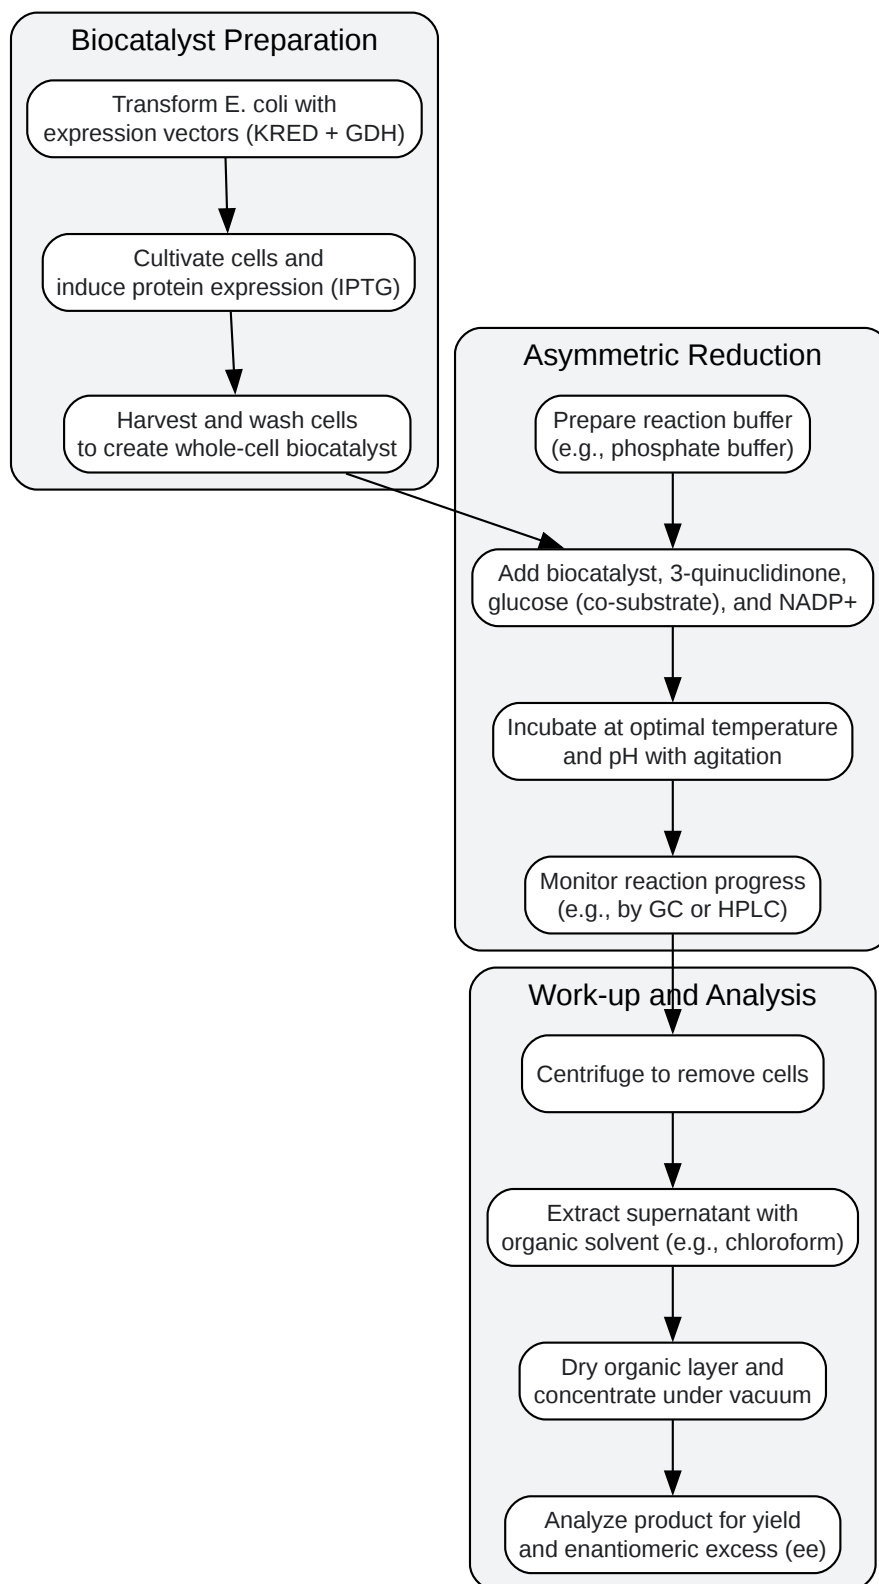 Biocatalyst Preparation
Transform E. coli with
expression vectors (KRED + GDH)
Cultivate cells and
induce protein expression (IPTG)
Harvest and wash cells
to create whole-cell biocatalyst
Asymmetric Reduction
Prepare reaction buffer
(e.g., phosphate buffer)
Add biocatalyst, 3-quinuclidinone,
glucose (co-substrate), and NADP+
Incubate at optimal temperature
and pH with agitation
Monitor reaction progress
(e.g., by GC or HPLC)
Work-up and Analysis
Centrifuge to remove cells
Extract supernatant with
organic solvent (e.g., chloroform)
Dry organic layer and
concentrate under vacuum
Analyze product for yield
and enantiomeric excess (ee)